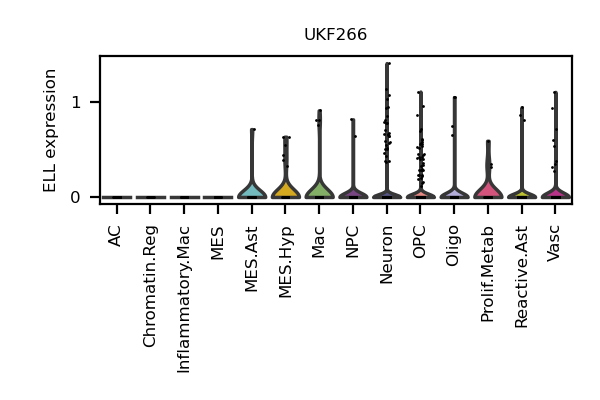 UKF266
ELL expression
1
0
AC
Chromatin.Reg
Inflammatory.Mac
MES
MES.Ast
MES.Hyp
Mac
NPC
Neuron
OPC
Oligo
Prolif.Metab
Reactive.Ast
Vasc